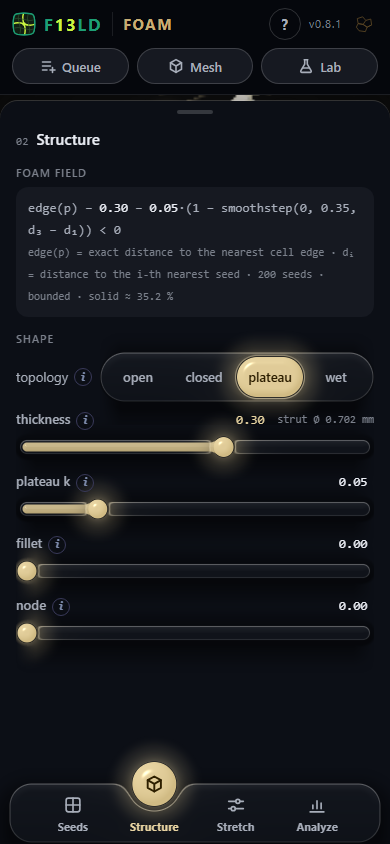 F13LD FOAM ? v0.8.1
Queue Mesh Lab
02 Structure
FOAM FIELD
edge(p) − 0.30 − 0.05·(1 − smoothstep(0, 0.35,
d₃ − d₁)) < 0
edge(p) = exact distance to the nearest cell edge · dᵢ
= distance to the i-th nearest seed · 200 seeds ·
bounded · solid ≈ 35.2 %
SHAPE
topology i open closed plateau wet
thickness i 0.30 strut Ø 0.702 mm
plateau k i 0.05
fillet i 0.00
node i 0.00
Seeds Structure Stretch Analyze